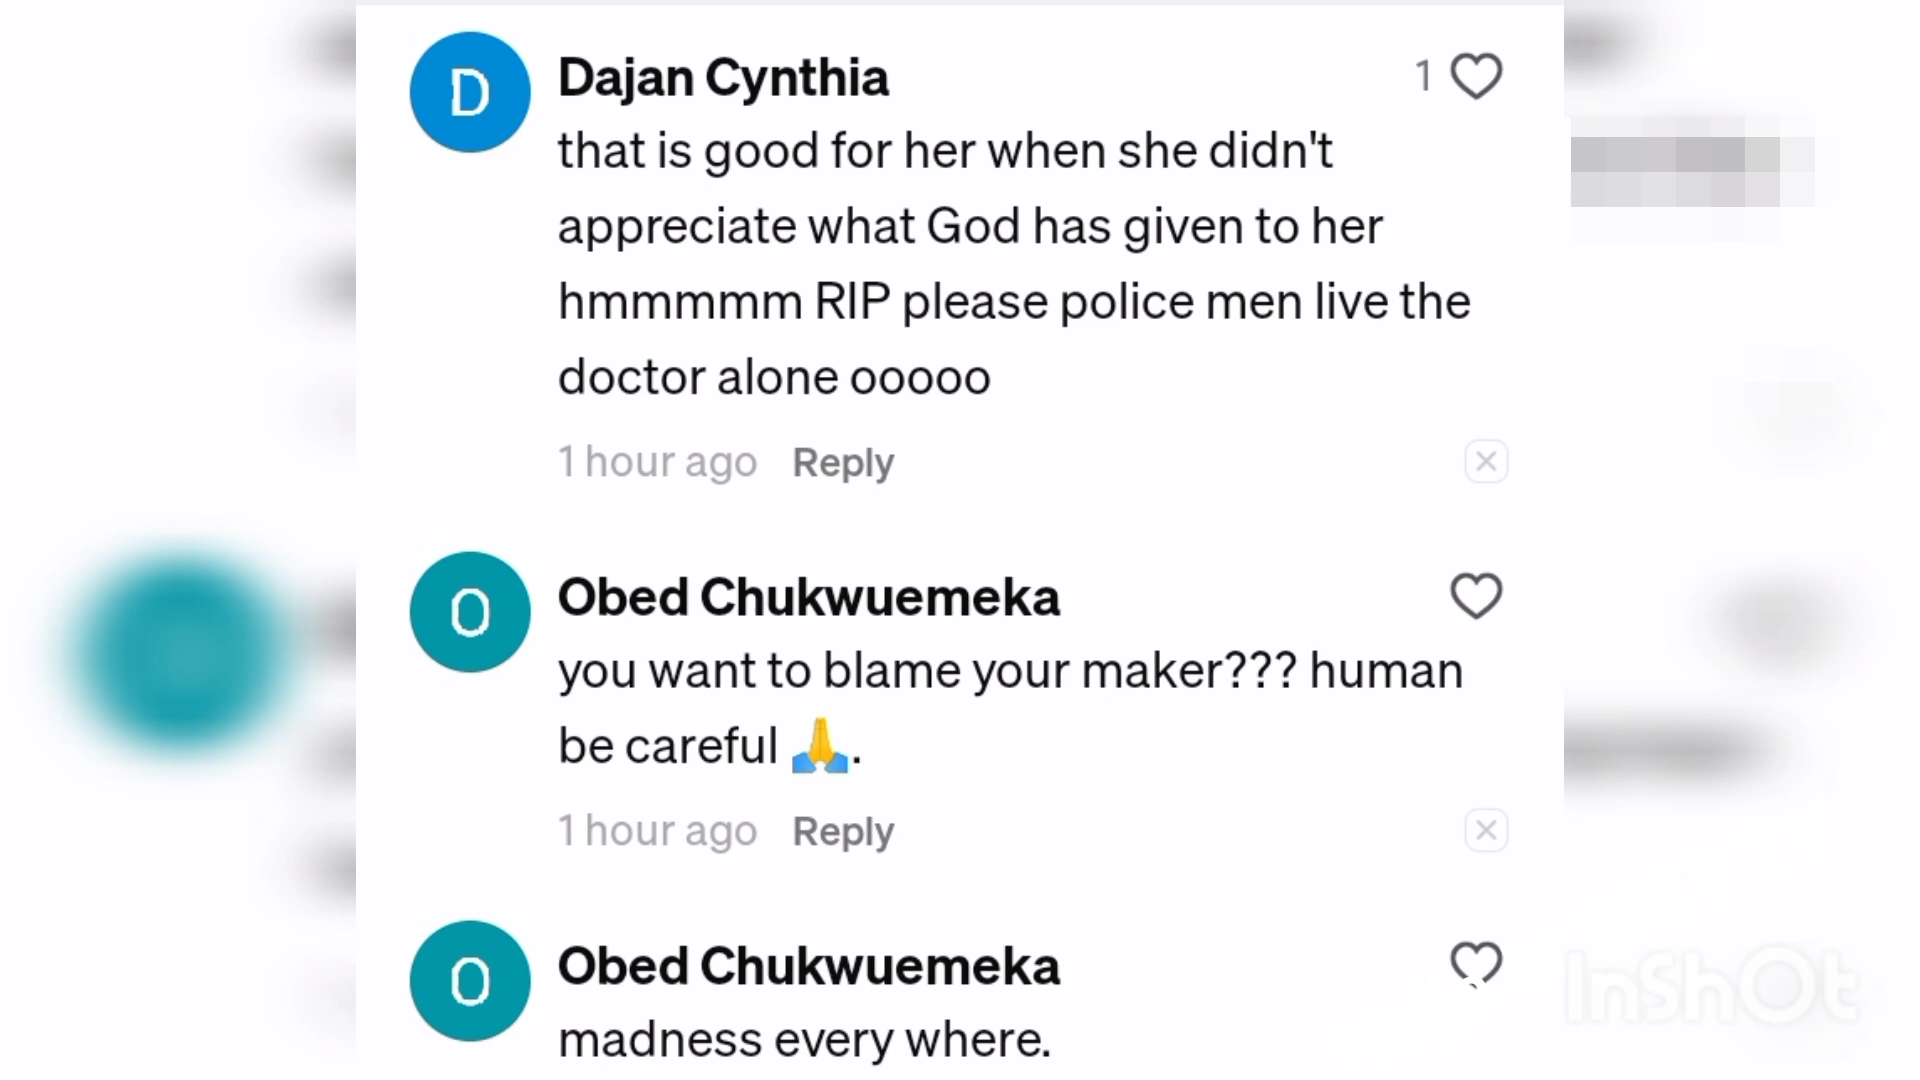 D
Dajan Cynthia
1
that is good for her when she didn't
appreciate what God has given to her
hmmmmm RIP please police men live the
doctor alone ooooo
1 hour ago Reply
O
Obed Chukwuemeka
you want to blame your maker??? human
be careful 🙏.
1 hour ago Reply
O
Obed Chukwuemeka
madness every where.
InShOt